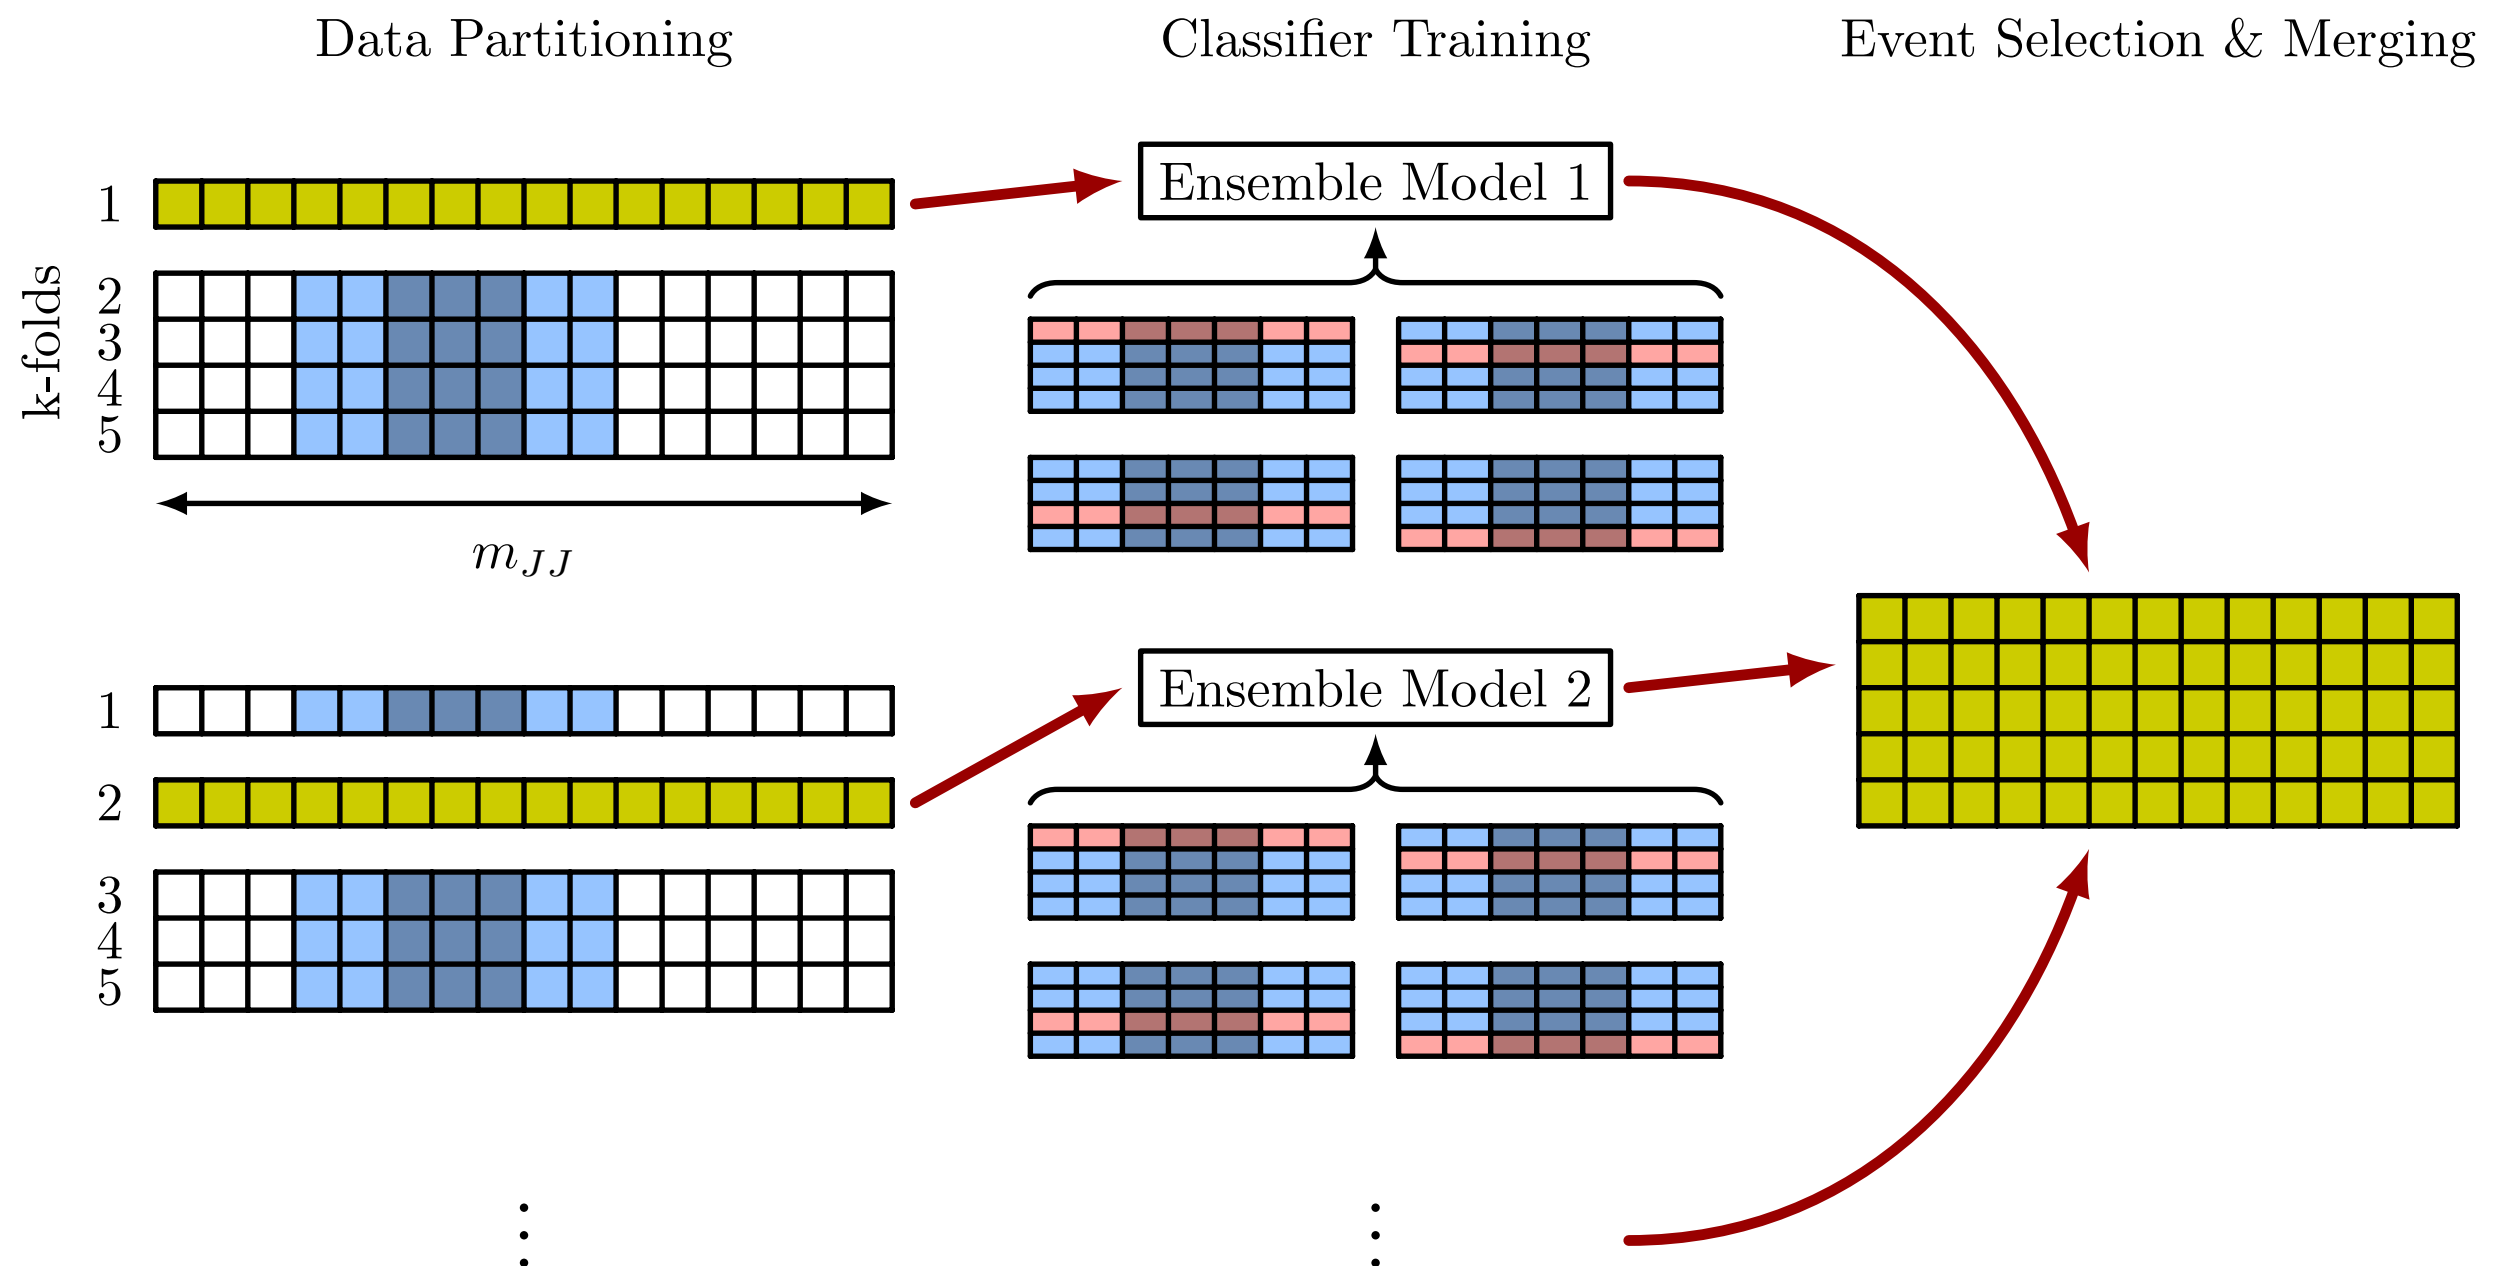 Data Partitioning
Classifer Training
Event Selection & Merging
k-folds
1
2
3
4
5
m_{JJ}
Ensemble Model 1
1
2
3
4
5
Ensemble Model 2